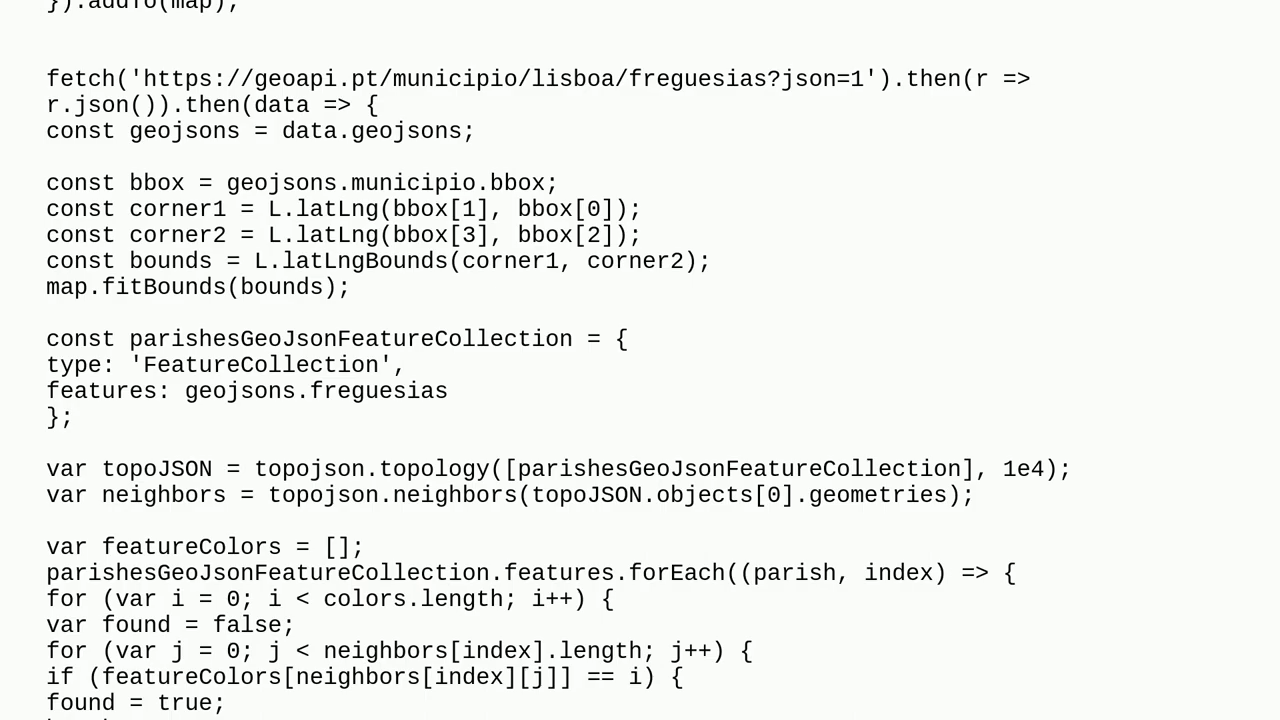 }).addTo(map);
fetch('https://geoapi.pt/municipio/lisboa/freguesias?json=1').then(r =>
r.json()).then(data => {
const geojsons = data.geojsons;
const bbox = geojsons.municipio.bbox;
const corner1 = L.latLng(bbox[1], bbox[0]);
const corner2 = L.latLng(bbox[3], bbox[2]);
const bounds = L.latLngBounds(corner1, corner2);
map.fitBounds(bounds);
const parishesGeoJsonFeatureCollection = {
type: 'FeatureCollection',
features: geojsons.freguesias
};
var topoJSON = topojson.topology([parishesGeoJsonFeatureCollection], 1e4);
var neighbors = topojson.neighbors(topoJSON.objects[0].geometries);
var featureColors = [];
parishesGeoJsonFeatureCollection.features.forEach((parish, index) => {
for (var i = 0; i < colors.length; i++) {
var found = false;
for (var j = 0; j < neighbors[index].length; j++) {
if (featureColors[neighbors[index][j]] == i) {
found = true;